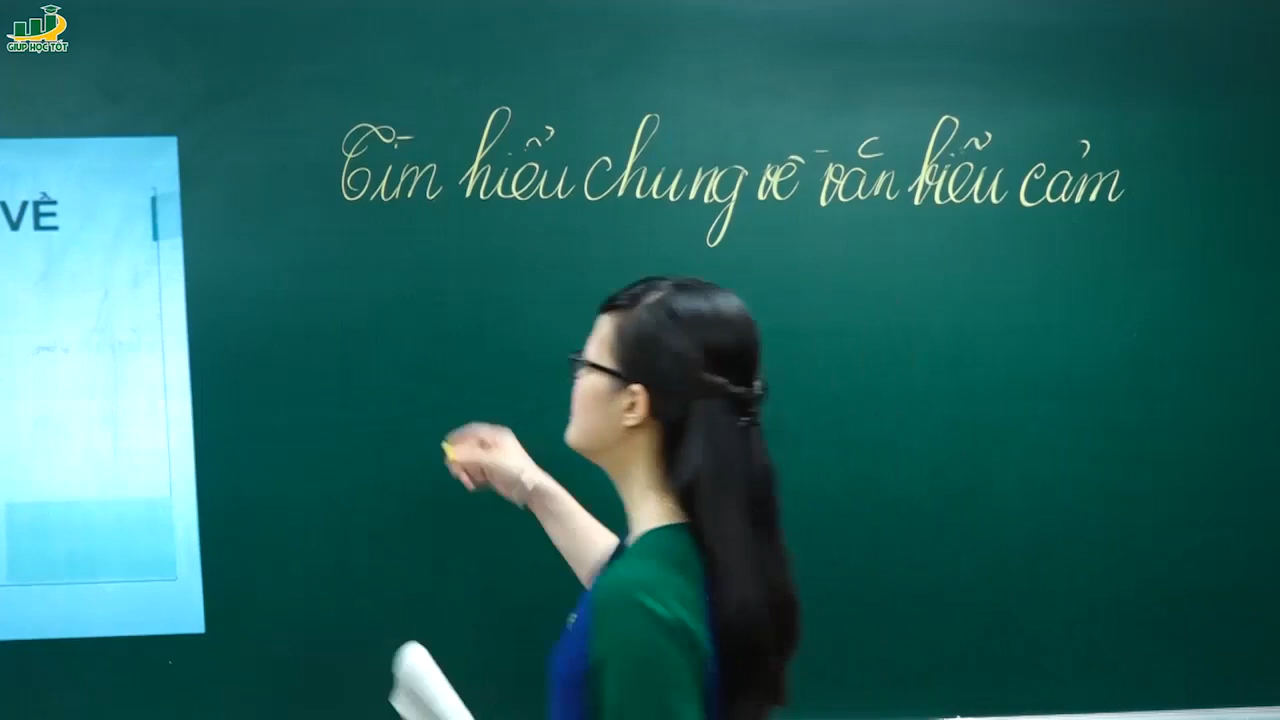 GIÚP HỌC TỐT
Tìm hiểu chung về văn biểu cảm
VỀ